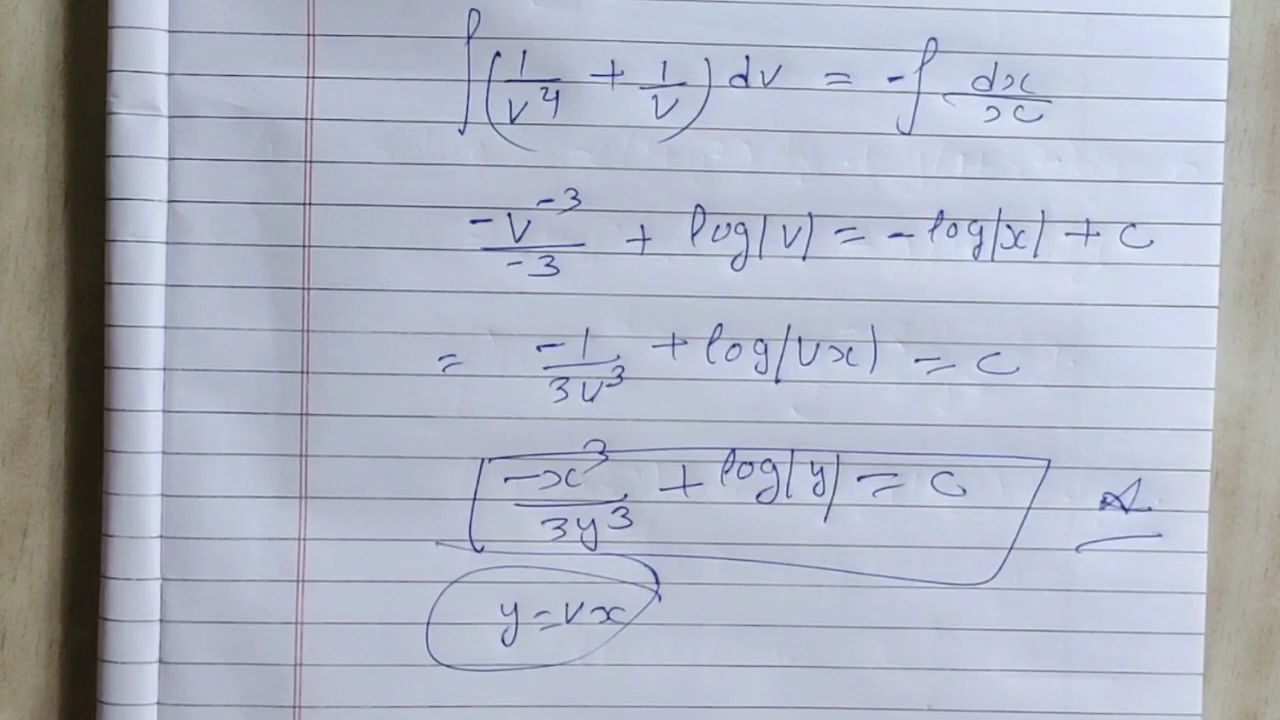 ∫(1/v⁴ + 1/v) dv = -∫ dx/x
-v⁻³/-3 + log|v| = -log|x| + c
= -1/3v³ + log|vx| = c
-x³/3y³ + log|y| = c
y=vx